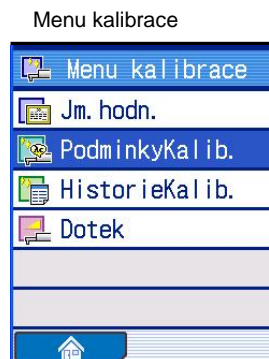 Menu kalibrace
Menu kalibrace
Jm. hodn.
PodminkyKalib.
HistorieKalib.
Dotek